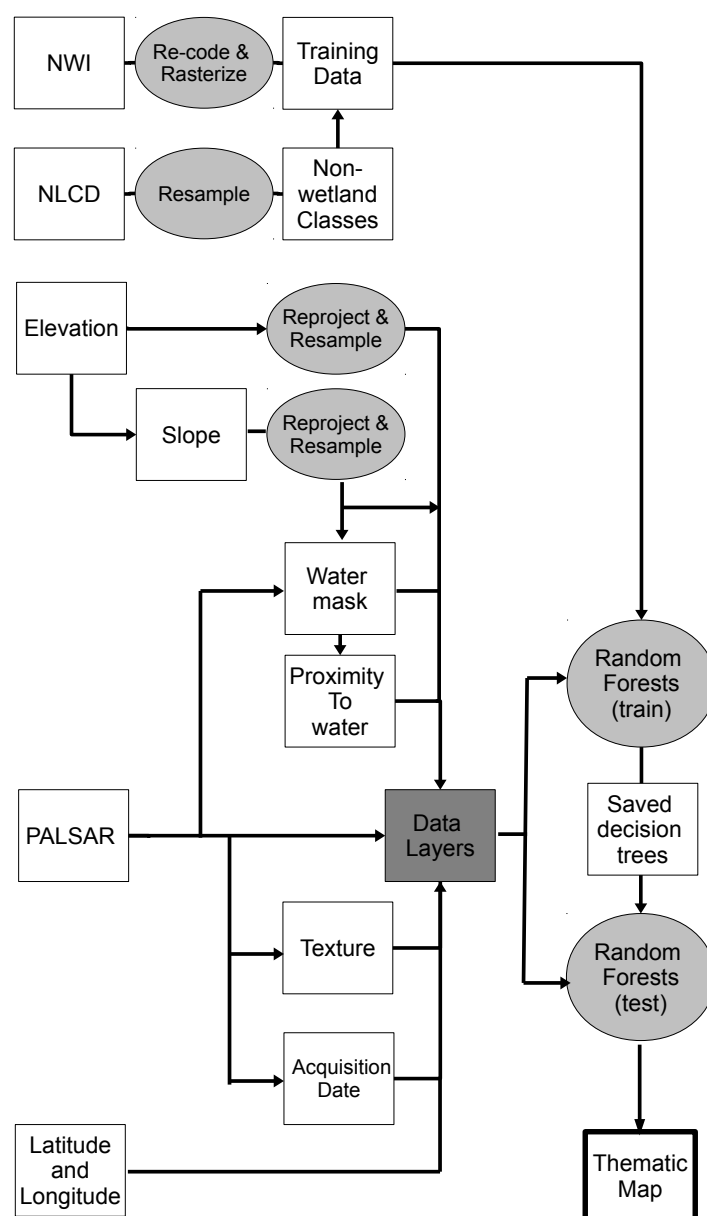 NWI
Re-code &
Rasterize
Training
Data
NLCD
Resample
Non-
wetland
Classes
Elevation
Reproject &
Resample
Slope
Reproject &
Resample
Water
mask
Proximity
To
water
Random
Forests
(train)
PALSAR
Data
Layers
Saved
decision
trees
Texture
Random
Forests
(test)
Acquisition
Date
Latitude
and
Longitude
Thematic
Map